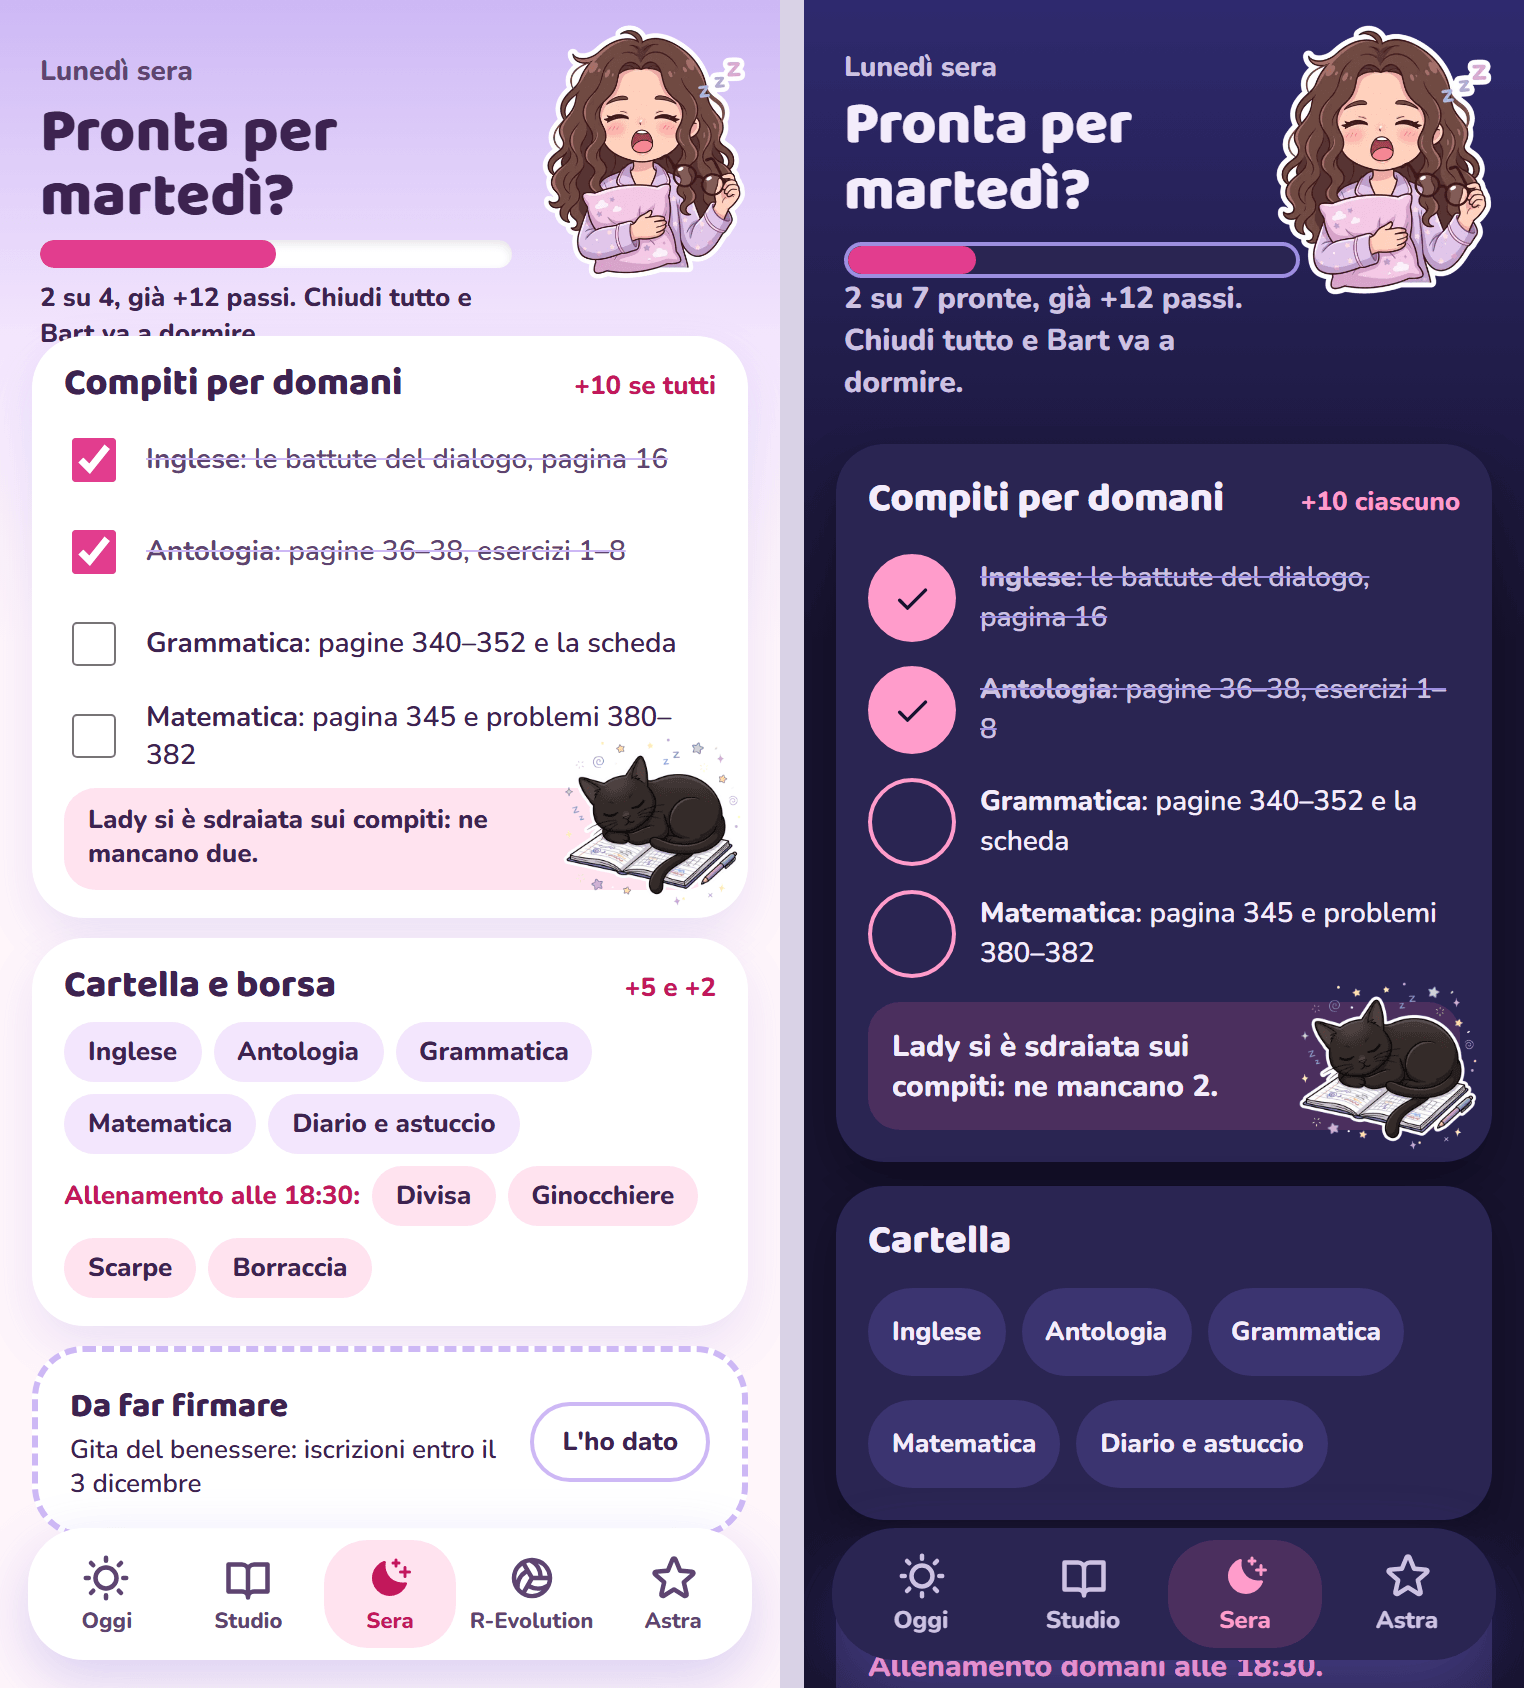 Lunedì sera
Pronta per
martedì?
z z z
2 su 4, già +12 passi. Chiudi tutto e
Bart va a dormire
Compiti per domani
+10 se tutti
Inglese: le battute del dialogo, pagina 16
Antologia: pagine 36–38, esercizi 1–8
Grammatica: pagine 340–352 e la scheda
Matematica: pagina 345 e problemi 380–
382
z z
z z
Lady si è sdraiata sui compiti: ne
mancano due.
Cartella e borsa
+5 e +2
Inglese
Antologia
Grammatica
Matematica
Diario e astuccio
Allenamento alle 18:30:
Divisa
Ginocchiere
Scarpe
Borraccia
Da far firmare
Gita del benessere: iscrizioni entro il
3 dicembre
L'ho dato
Oggi
Studio
Sera
R-Evolution
Astra
Lunedì sera
Pronta per
martedì?
z z z
2 su 7 pronte, già +12 passi.
Chiudi tutto e Bart va a
dormire.
Compiti per domani
+10 ciascuno
Inglese: le battute del dialogo,
pagina 16
Antologia: pagine 36–38, esercizi 1–
8
Grammatica: pagine 340–352 e la
scheda
Matematica: pagina 345 e problemi
380–382
z z
z z
Lady si è sdraiata sui
compiti: ne mancano 2.
Cartella
Inglese
Antologia
Grammatica
Matematica
Diario e astuccio
Oggi
Studio
Sera
Astra
Allenamento domani alle 18:30.